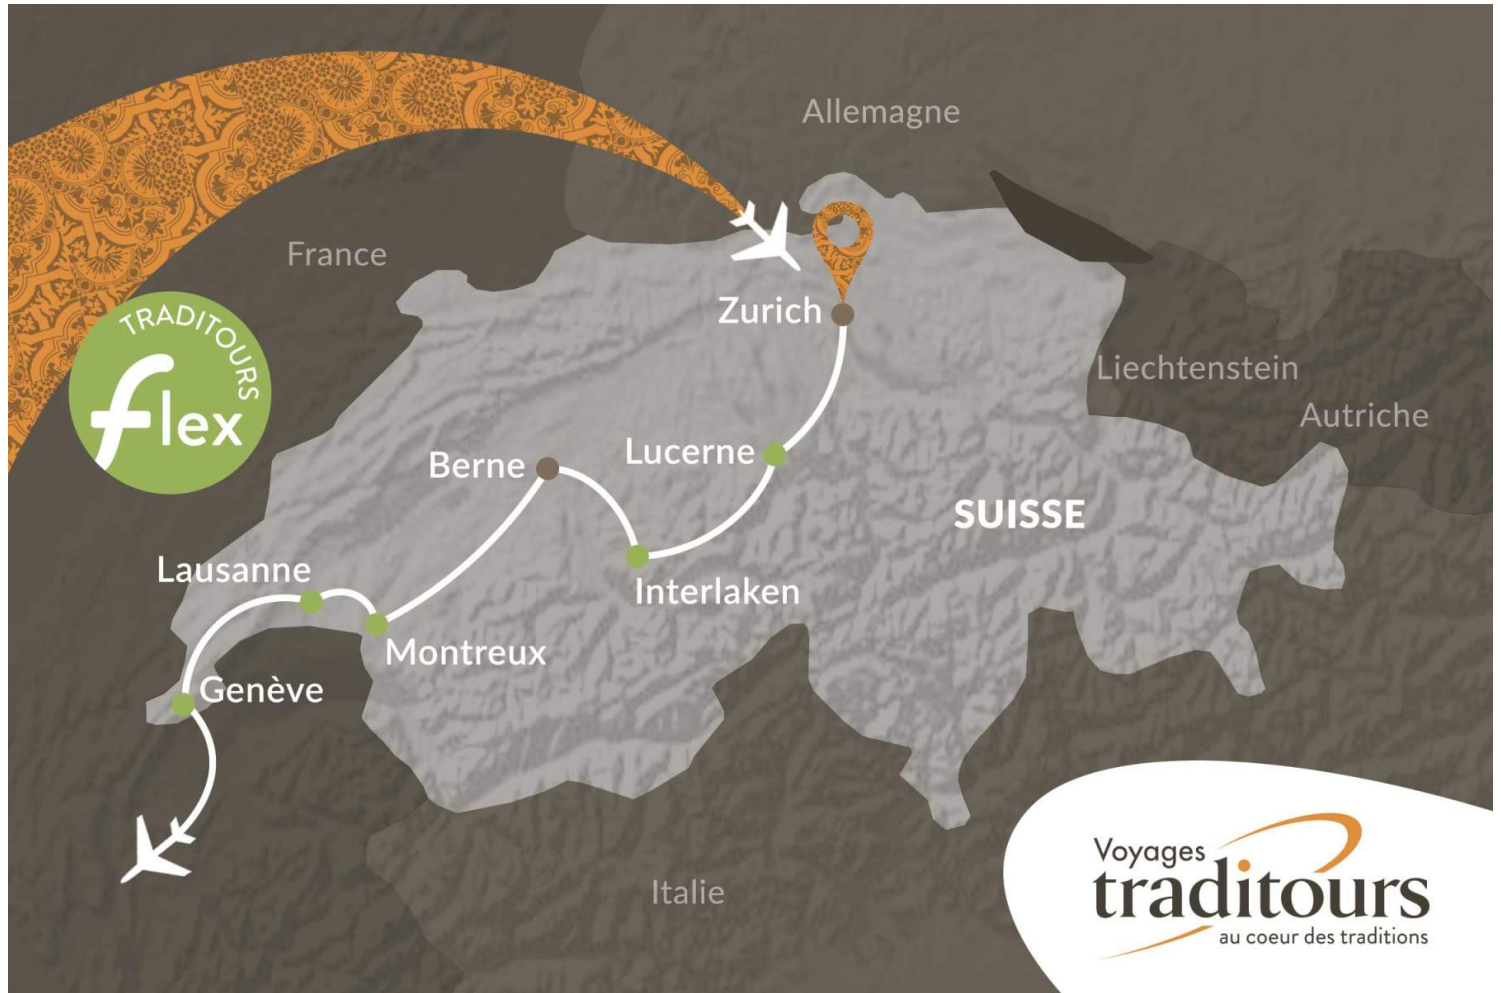 Allemagne
France
Zurich
TRADITOURS
flex
Liechtenstein
Autriche
Lucerne
Berne
SUISSE
Lausanne
Interlaken
Montreux
Genève
Italie
Voyages
traditours
au coeur des traditions